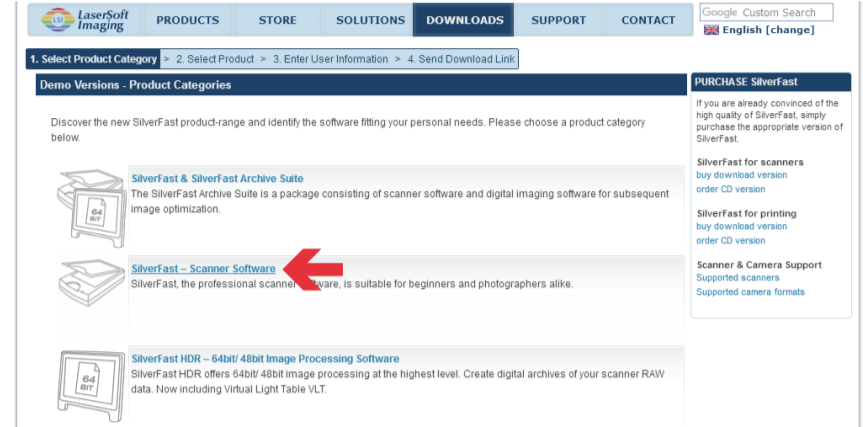 LSI
LaserSoft
Imaging
PRODUCTS
STORE
SOLUTIONS
DOWNLOADS
SUPPORT
CONTACT
Google Custom Search
English [change]
1. Select Product Category > 2. Select Product > 3. Enter User Information > 4. Send Download Link
Demo Versions - Product Categories
Discover the new SilverFast product-range and identify the software fitting your personal needs. Please choose a product category
below.
64
BIT
SilverFast & SilverFast Archive Suite
The SilverFast Archive Suite is a package consisting of scanner software and digital imaging software for subsequent
image optimization.
SilverFast – Scanner Software
SilverFast, the professional scanner ware, is suitable for beginners and photographers alike.
64
BIT
SilverFast HDR – 64bit/ 48bit Image Processing Software
SilverFast HDR offers 64bit/ 48bit image processing at the highest level. Create digital archives of your scanner RAW
data. Now including Virtual Light Table VLT.
PURCHASE SilverFast
If you are already convinced of the
high quality of SilverFast, simply
purchase the appropriate version of
SilverFast.
SilverFast for scanners
buy download version
order CD version
SilverFast for printing
buy download version
order CD version
Scanner & Camera Support
Supported scanners
Supported camera formats